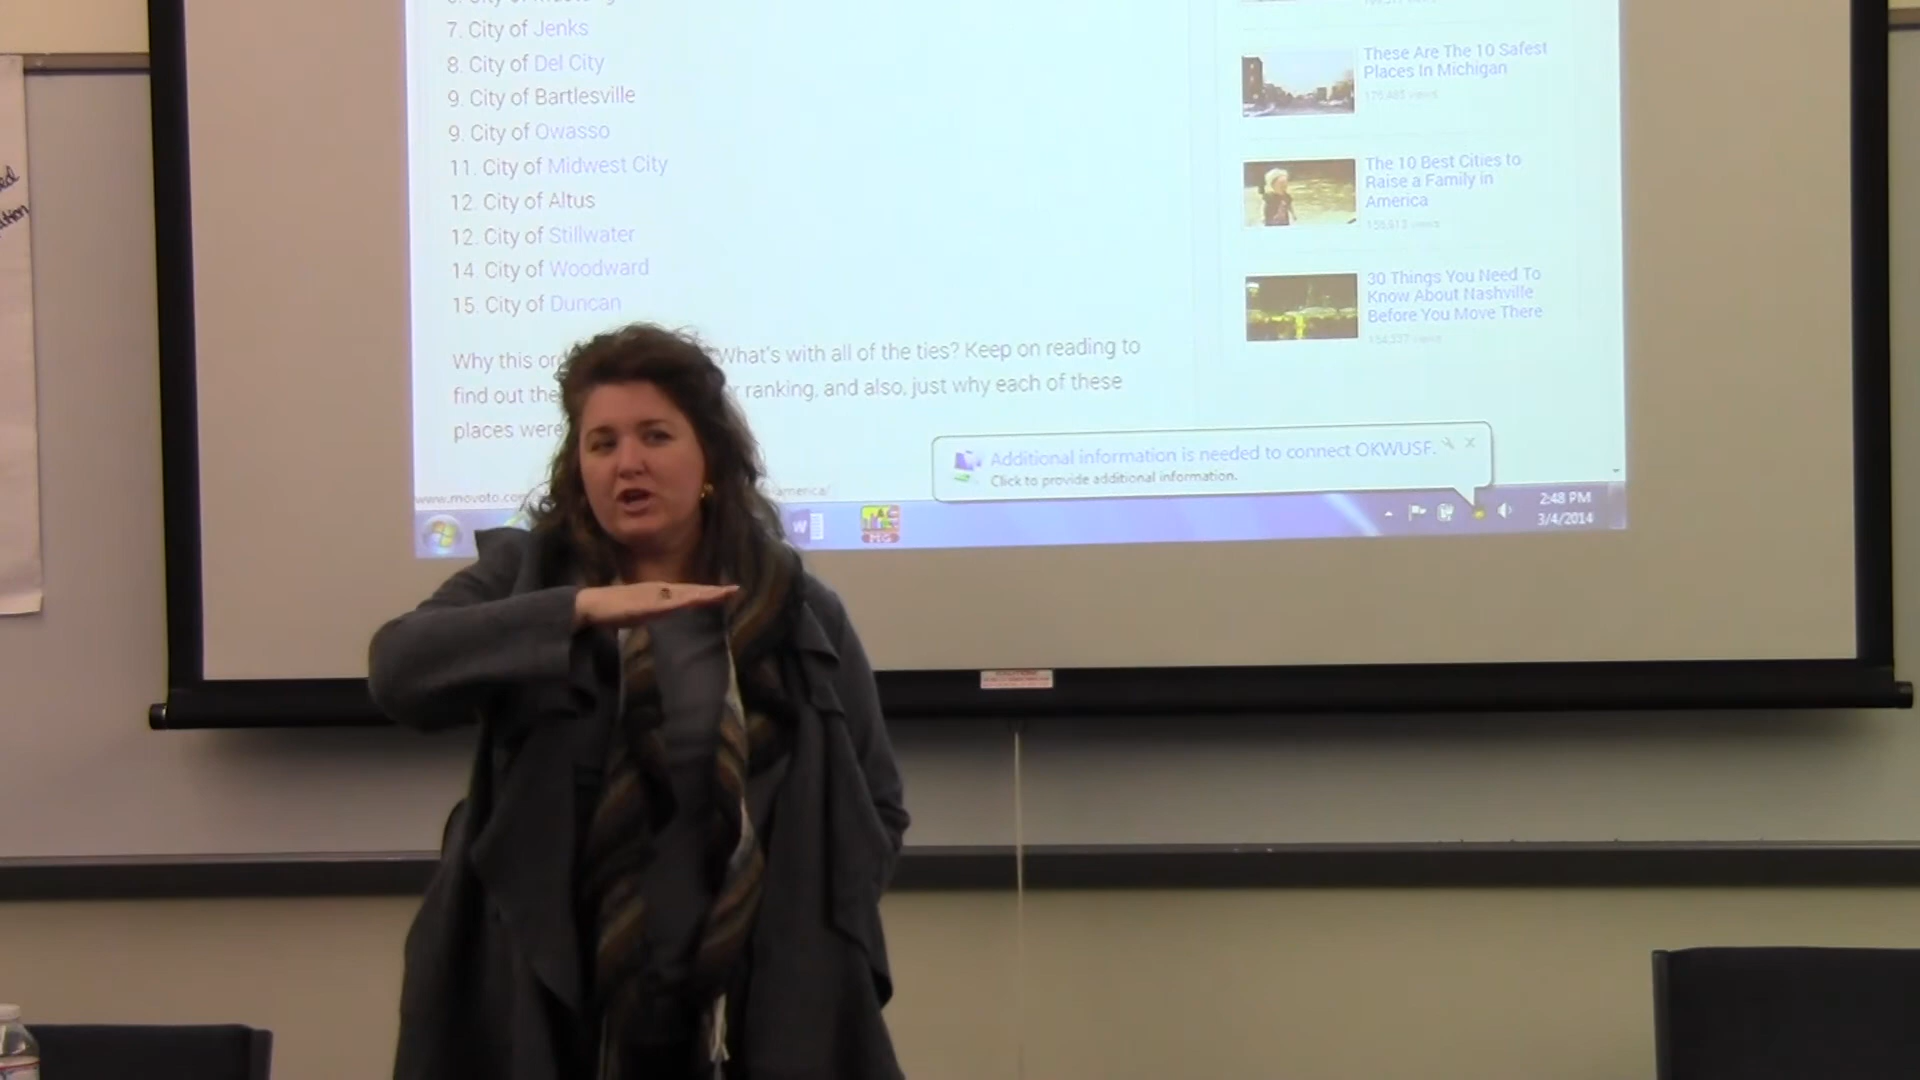 7. City of Jenks
8. City of Del City
9. City of Bartlesville
9. City of Owasso
11. City of Midwest City
12. City of Altus
12. City of Stillwater
14. City of Woodward
15. City of Duncan
Why this What's with all of the ties? Keep on reading to
find out the ranking, and also, just why each of these
places were
These Are The 10 Safest
Places In Michigan
The 10 Best Cities to
Raise a Family in
America
30 Things You Need To
Know About Nashville
Before You Move There
Additional information is needed to connect OKWUSF.
Click to provide additional information.
www.movoto.com america/
2:48 PM
3/4/2014